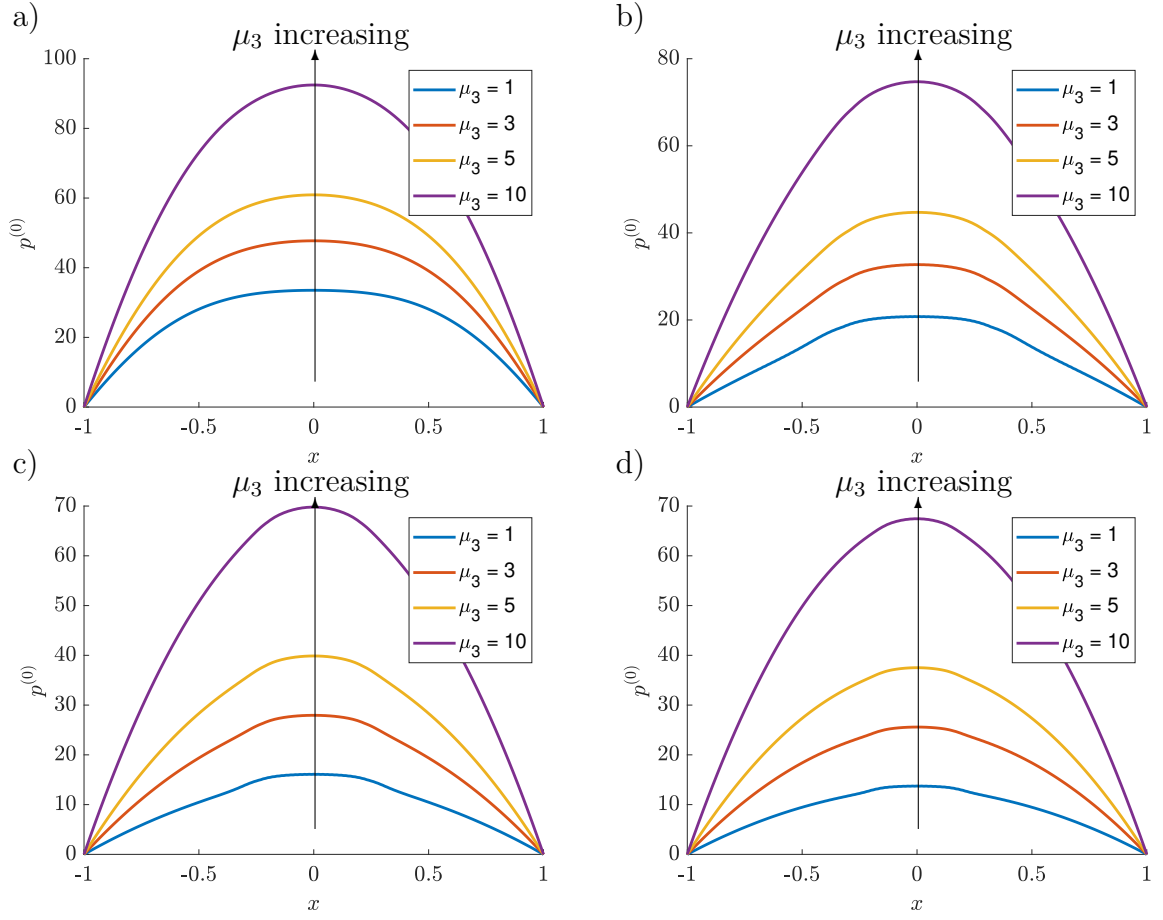 a)
μ₃ increasing
100
80
60
40
20
0
p⁽⁰⁾
-1
-0.5
0
0.5
1
x
μ₃ = 1
μ₃ = 3
μ₃ = 5
μ₃ = 10
b)
μ₃ increasing
80
60
40
20
0
p⁽⁰⁾
-1
-0.5
0
0.5
1
x
μ₃ = 1
μ₃ = 3
μ₃ = 5
μ₃ = 10
c)
μ₃ increasing
70
60
50
40
30
20
10
0
p⁽⁰⁾
-1
-0.5
0
0.5
1
x
μ₃ = 1
μ₃ = 3
μ₃ = 5
μ₃ = 10
d)
μ₃ increasing
70
60
50
40
30
20
10
0
p⁽⁰⁾
-1
-0.5
0
0.5
1
x
μ₃ = 1
μ₃ = 3
μ₃ = 5
μ₃ = 10